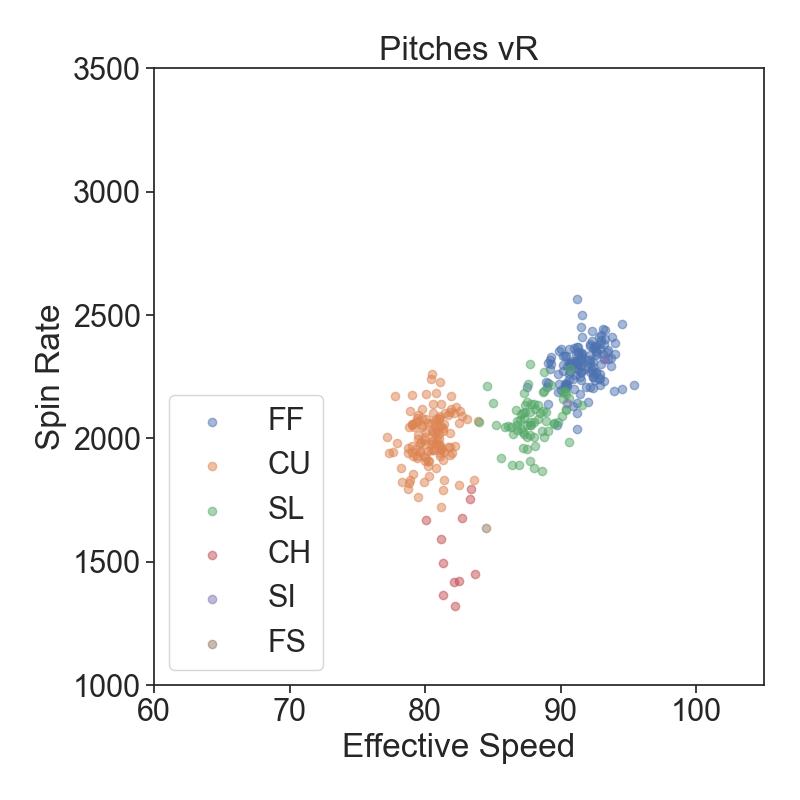 Pitches vR
3500
3000
2500
2000
1500
1000
Spin Rate
FF
CU
SL
CH
SI
FS
60 70 80 90 100
Effective Speed